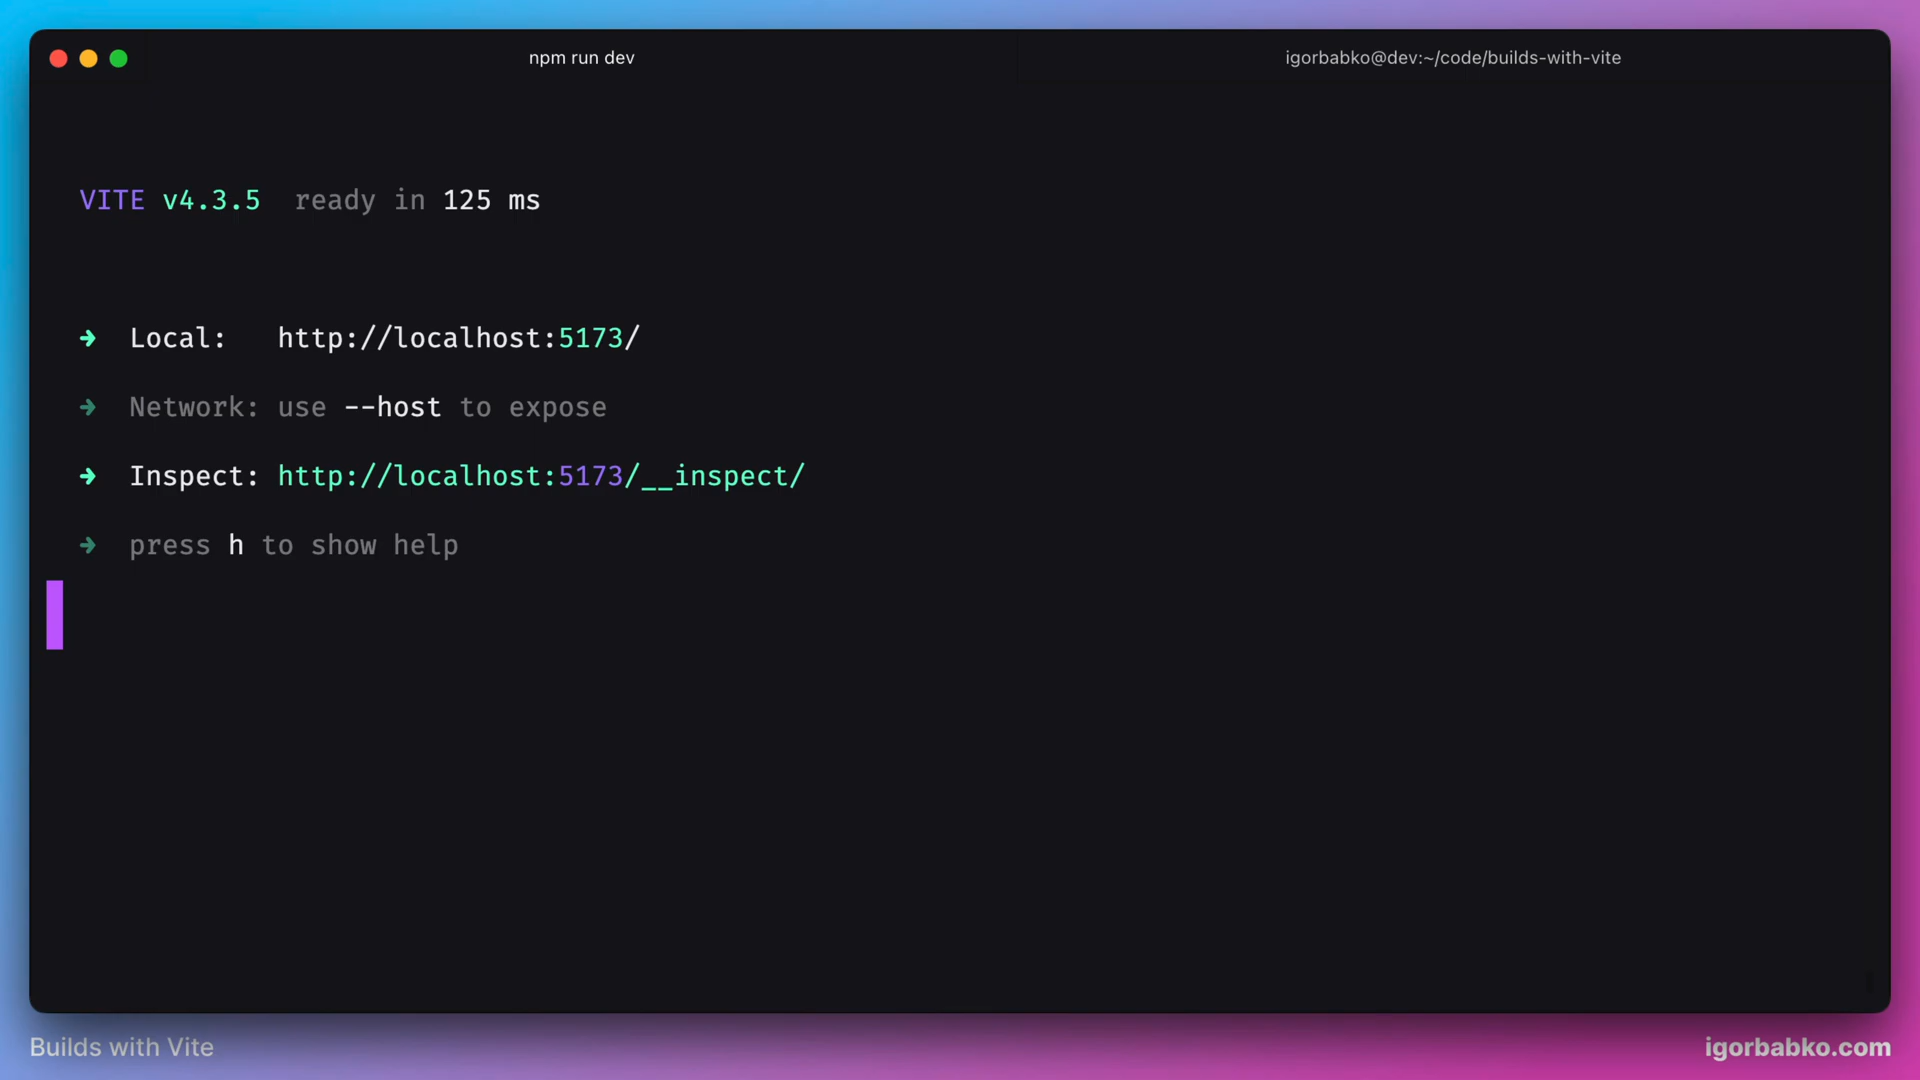 npm run dev
igorbabko@dev:~/code/builds-with-vite
VITE v4.3.5  ready in 125 ms
➜  Local:   http://localhost:5173/
➜  Network: use --host to expose
➜  Inspect: http://localhost:5173/__inspect/
➜  press h to show help
Builds with Vite
igorbabko.com